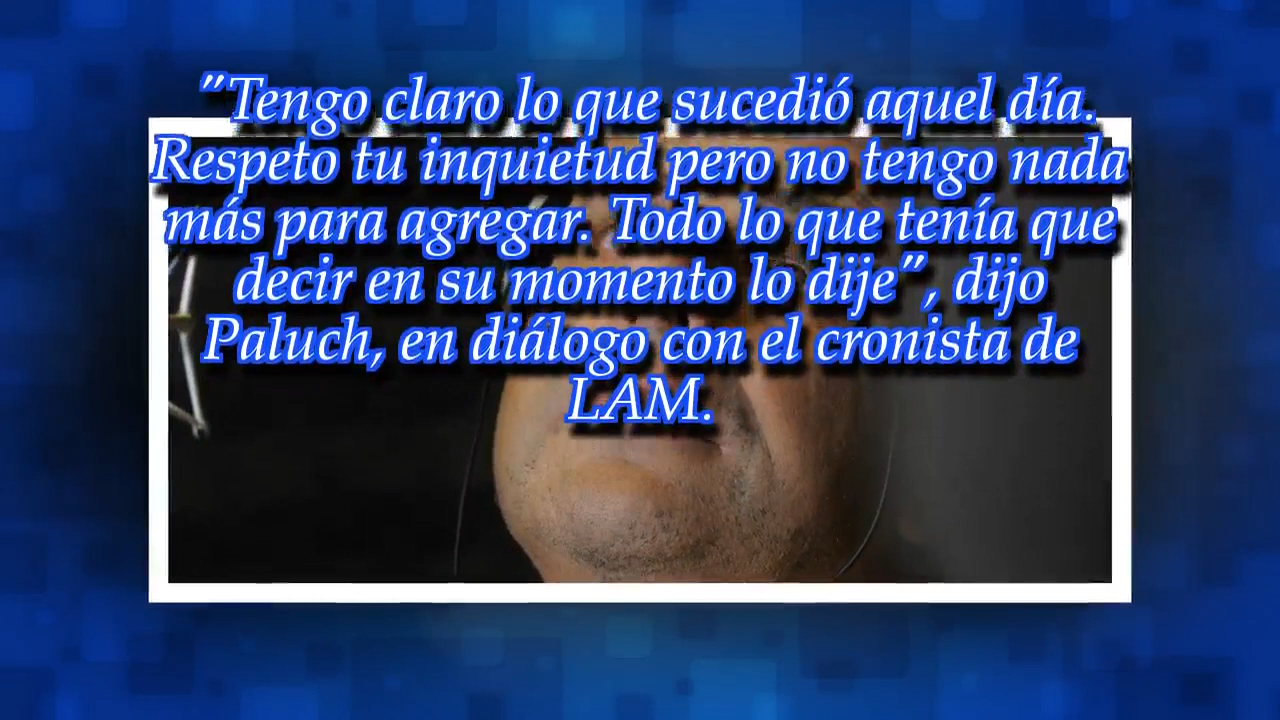 "Tengo claro lo que sucedió aquel día.
Respeto tu inquietud pero no tengo nada
más para agregar. Todo lo que tenía que
decir en su momento lo dije", dijo
Paluch, en diálogo con el cronista de
LAM.